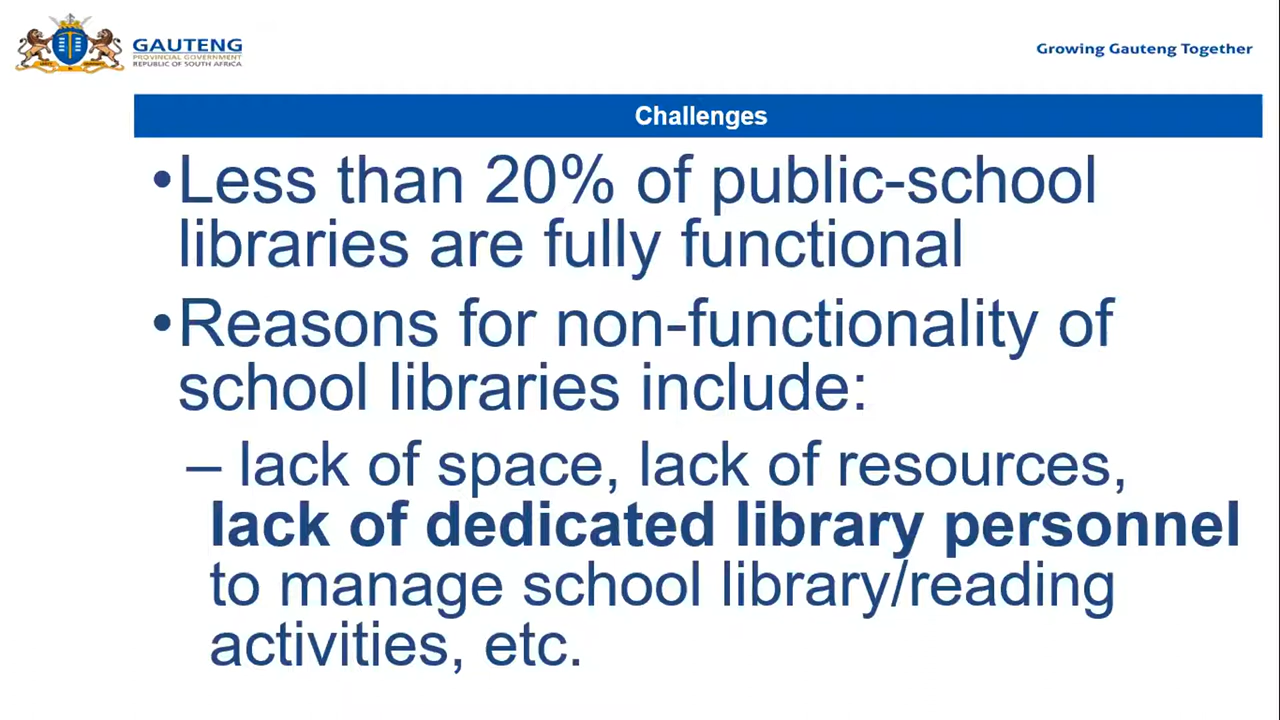 GAUTENG
PROVINCIAL GOVERNMENT
REPUBLIC OF SOUTH AFRICA
Growing Gauteng Together
Challenges
•Less than 20% of public-school
libraries are fully functional
•Reasons for non-functionality of
school libraries include:
– lack of space, lack of resources,
lack of dedicated library personnel
to manage school library/reading
activities, etc.